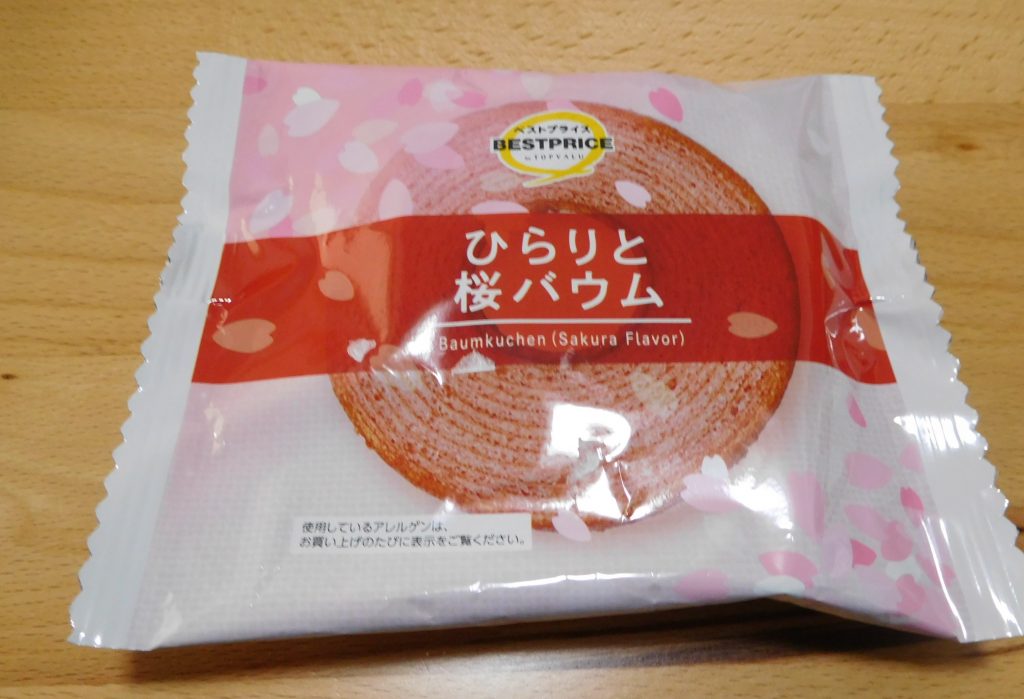 ベストプライス
BESTPRICE
by TOPVALU
ひらりと
桜バウム
Baumkuchen (Sakura Flavor)
使用しているアレルゲンは、
お買い上げのたびに表示をご覧ください。